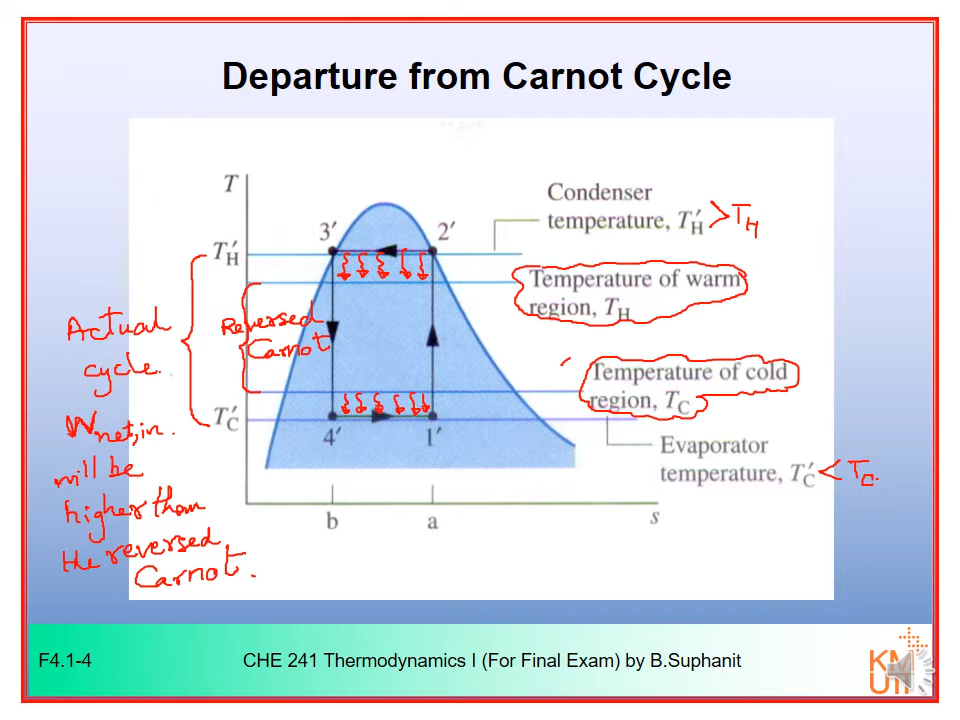 Departure from Carnot Cycle
T
Condenser
temperature, T′H > TH
3′
2′
T′H
Temperature of warm
region, TH
Reversed
Carnot
Actual
cycle.
Wnet,in.
will be
higher than
the reversed
Carnot.
Temperature of cold
region, TC
T′C
4′
1′
Evaporator
temperature, T′C < TC.
b
a
s
F4.1-4
CHE 241 Thermodynamics I (For Final Exam) by B.Suphanit